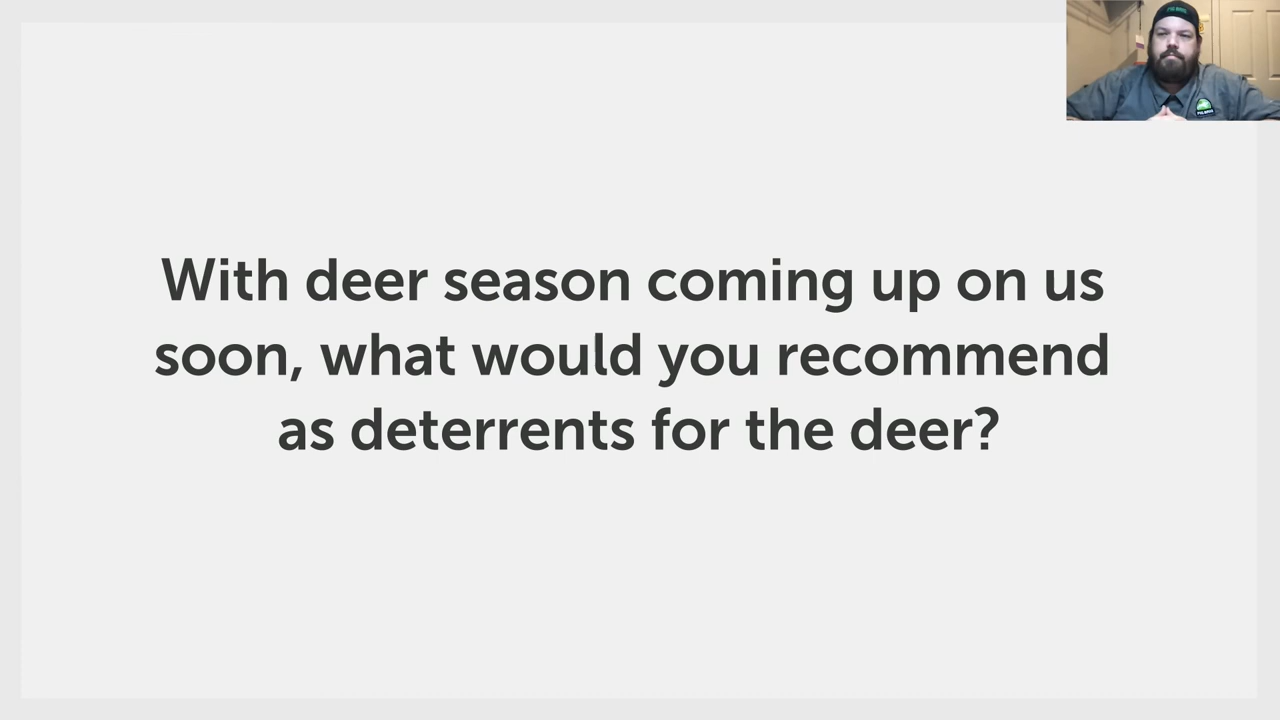 With deer season coming up on us
soon, what would you recommend
as deterrents for the deer?